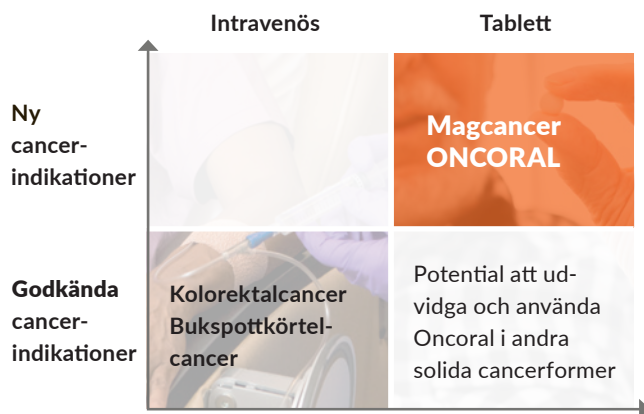 Intravenös
Tablett
Ny
cancer-
indikationer
Magcancer
ONCORAL
Godkända
cancer-
indikationer
Kolorektalcancer
Bukspottkörtel-
cancer
Potential att ud-
vidga och använda
Oncoral i andra
solida cancerformer